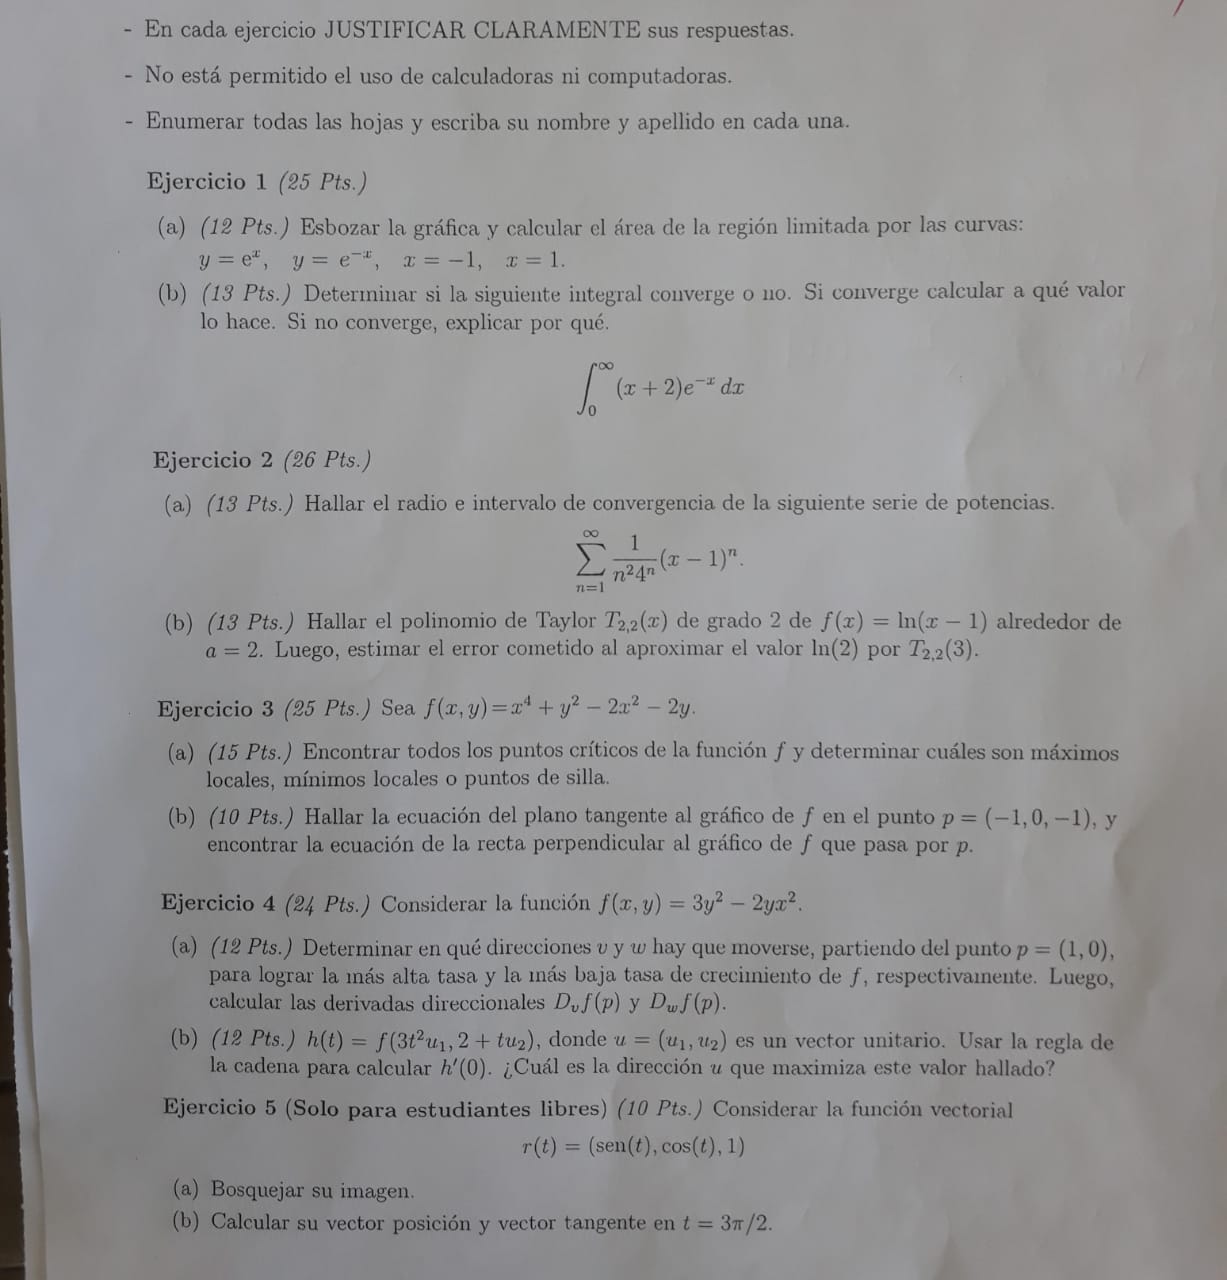 - En cada ejercicio JUSTIFICAR CLARAMENTE sus respuestas.
- No está permitido el uso de calculadoras ni computadoras.
- Enumerar todas las hojas y escriba su nombre y apellido en cada una.
Ejercicio 1 (25 Pts.)
(a) (12 Pts.) Esbozar la gráfica y calcular el área de la región limitada por las curvas:
y = e^x, y = e^{-x}, x = -1, x = 1.
(b) (13 Pts.) Determinar si la siguiente integral converge o no. Si converge calcular a qué valor
lo hace. Si no converge, explicar por qué.
∫_0^∞ (x + 2)e^{-x} dx
Ejercicio 2 (26 Pts.)
(a) (13 Pts.) Hallar el radio e intervalo de convergencia de la siguiente serie de potencias.
∑_{n=1}^∞ \frac{1}{n^2 4^n} (x - 1)^n.
(b) (13 Pts.) Hallar el polinomio de Taylor T_{2,2}(x) de grado 2 de f(x) = ln(x - 1) alrededor de
a = 2. Luego, estimar el error cometido al aproximar el valor ln(2) por T_{2,2}(3).
Ejercicio 3 (25 Pts.) Sea f(x, y) = x^4 + y^2 - 2x^2 - 2y.
(a) (15 Pts.) Encontrar todos los puntos críticos de la función f y determinar cuáles son máximos
locales, mínimos locales o puntos de silla.
(b) (10 Pts.) Hallar la ecuación del plano tangente al gráfico de f en el punto p = (-1, 0, -1), y
encontrar la ecuación de la recta perpendicular al gráfico de f que pasa por p.
Ejercicio 4 (24 Pts.) Considerar la función f(x, y) = 3y^2 - 2yx^2.
(a) (12 Pts.) Determinar en qué direcciones v y w hay que moverse, partiendo del punto p = (1, 0),
para lograr la más alta tasa y la más baja tasa de crecimiento de f, respectivamente. Luego,
calcular las derivadas direccionales D_v f(p) y D_w f(p).
(b) (12 Pts.) h(t) = f(3t^2 u_1, 2 + tu_2), donde u = (u_1, u_2) es un vector unitario. Usar la regla de
la cadena para calcular h'(0). ¿Cuál es la dirección u que maximiza este valor hallado?
Ejercicio 5 (Solo para estudiantes libres) (10 Pts.) Considerar la función vectorial
r(t) = (sen(t), cos(t), 1)
(a) Bosquejar su imagen.
(b) Calcular su vector posición y vector tangente en t = 3π/2.